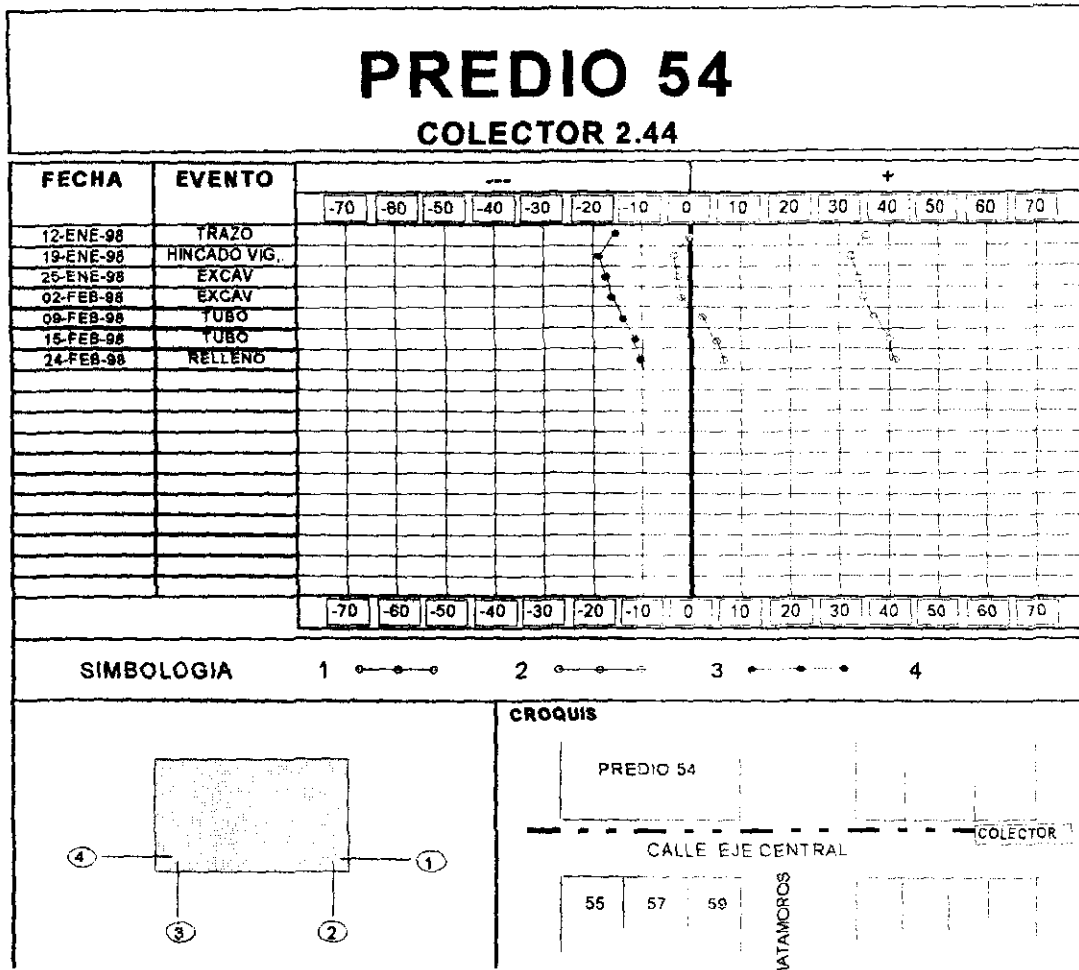 PREDIO 54
COLECTOR 2.44
FECHA EVENTO --- +
-70 -60 -50 -40 -30 -20 -10 0 10 20 30 40 50 60 70
12-ENE-98 TRAZO
19-ENE-98 HINCADO VIG.
25-ENE-98 EXCAV
02-FEB-98 EXCAV
09-FEB-98 TUBO
15-FEB-98 TUBO
24-FEB-98 RELLENO
-70 -60 -50 -40 -30 -20 -10 0 10 20 30 40 50 60 70
SIMBOLOGIA 1 2 3 4
4
3
2
1
CROQUIS
PREDIO 54
COLECTOR
CALLE EJE CENTRAL
55 57 59
MATAMOROS